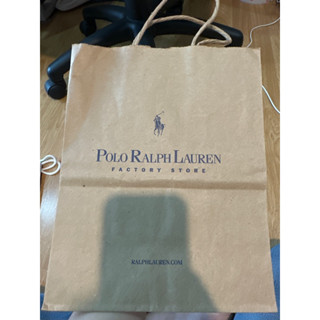 POLO RALPH LAUREN
FACTORY STORE
RALPHLAUREN.COM